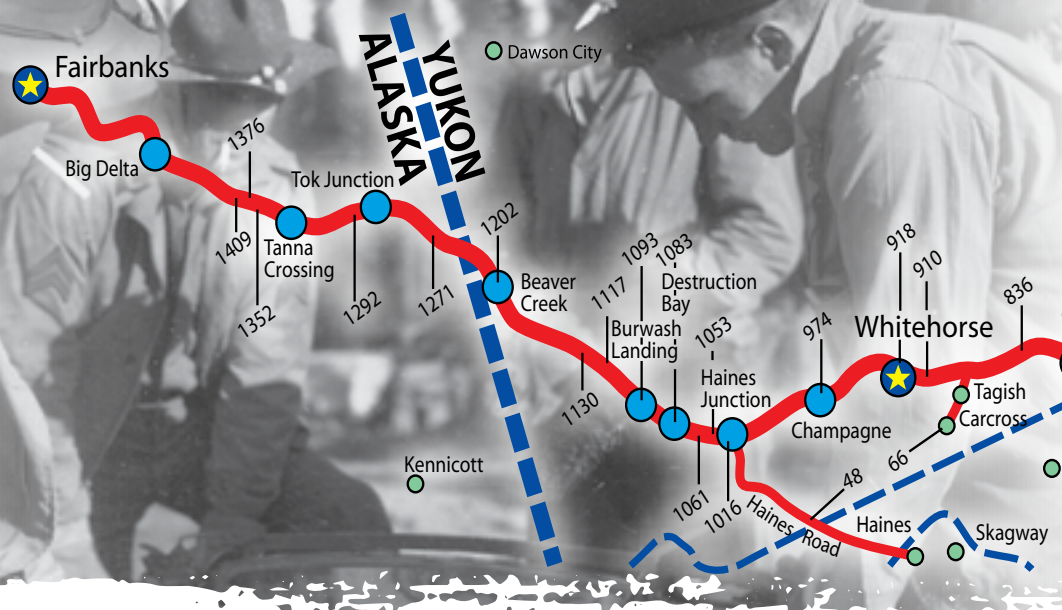 Fairbanks
ALASKA
YUKON
Dawson City
Big Delta
1376
1409
1352
Tanna
Crossing
Tok Junction
1292
1271
1202
Beaver
Creek
1130
1117
1093
Burwash
Landing
1083
Destruction
Bay
1061
1053
Haines
Junction
1016
974
Champagne
918
Whitehorse
910
836
Tagish
Carcross
66
48
Haines Road
Haines
Skagway
Kennicott